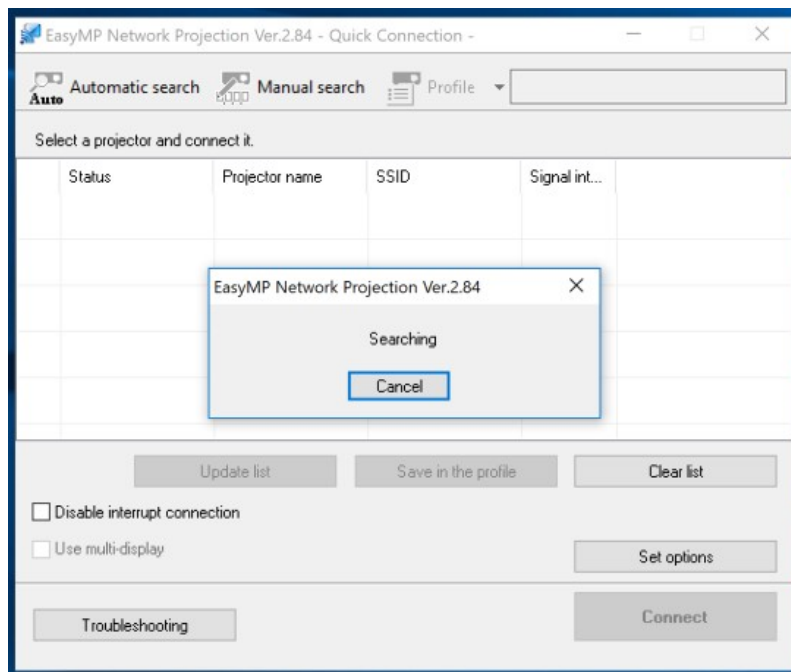 EasyMP Network Projection Ver.2.84 - Quick Connection -
Auto Automatic search Manual search Profile
Select a projector and connect it.
Status Projector name SSID Signal int...
EasyMP Network Projection Ver.2.84
Searching
Cancel
Update list Save in the profile Clear list
Disable interrupt connection
Use multi-display
Set options
Connect
Troubleshooting